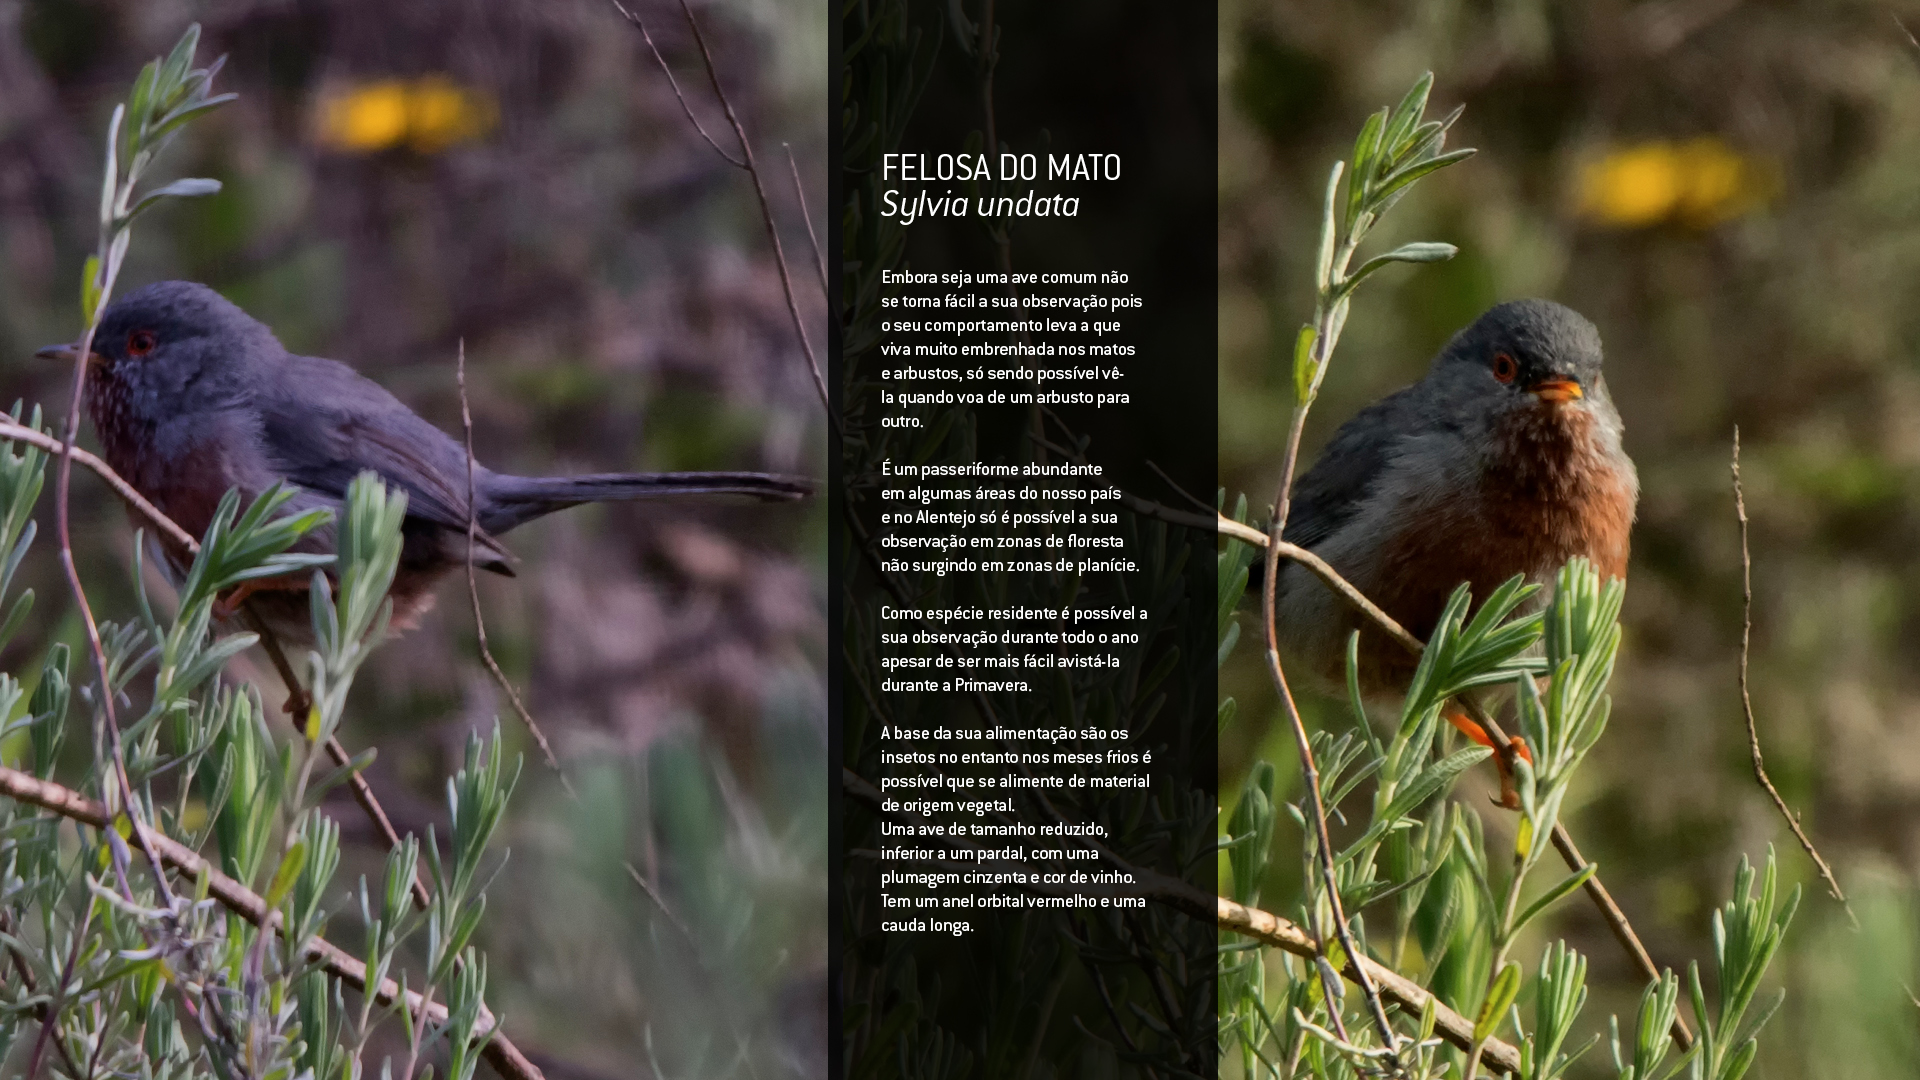 FELOSA DO MATO
Sylvia undata
Embora seja uma ave comum não
se torna fácil a sua observação pois
o seu comportamento leva a que
viva muito embrenhada nos matos
e arbustos, só sendo possível vê-
la quando voa de um arbusto para
outro.
É um passeriforme abundante
em algumas áreas do nosso país
e no Alentejo só é possível a sua
observação em zonas de floresta
não surgindo em zonas de planície.
Como espécie residente é possível a
sua observação durante todo o ano
apesar de ser mais fácil avistá-la
durante a Primavera.
A base da sua alimentação são os
insetos no entanto nos meses frios é
possível que se alimente de material
de origem vegetal.
Uma ave de tamanho reduzido,
inferior a um pardal, com uma
plumagem cinzenta e cor de vinho.
Tem um anel orbital vermelho e uma
cauda longa.